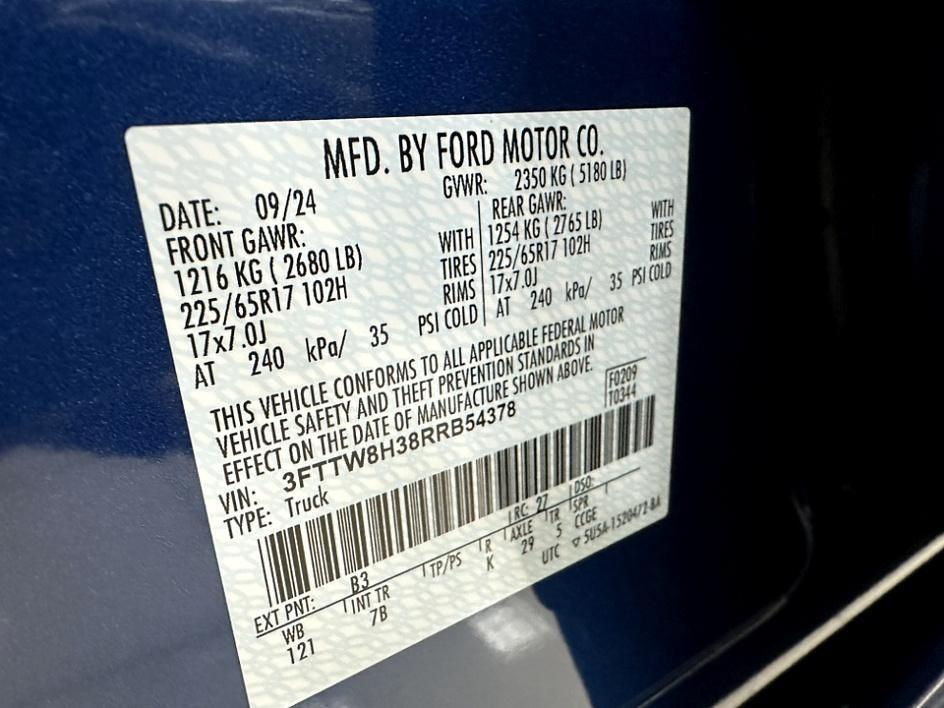 MFD. BY FORD MOTOR CO.
DATE: 09/24
GVWR: 2350 KG ( 5180 LB)
FRONT GAWR:
1216 KG ( 2680 LB) WITH
225/65R17 102H TIRES
17x7.0J RIMS
AT 240 kPa/ 35 PSI COLD
REAR GAWR:
1254 KG ( 2765 LB) WITH
225/65R17 102H TIRES
17x7.0J RIMS
AT 240 kPa/ 35 PSI COLD
THIS VEHICLE CONFORMS TO ALL APPLICABLE FEDERAL MOTOR
VEHICLE SAFETY AND THEFT PREVENTION STANDARDS IN
EFFECT ON THE DATE OF MANUFACTURE SHOWN ABOVE.
F0209
T0344
VIN: 3FTTW8H38RRB54378
TYPE: Truck
EXT PNT: B3 RC: 27 DSO:
WB INT TR TP/PS R AXLE TR SPR
121 7B K 29 5 CCGE
UTC ▽ 5U5A-1520472-BA